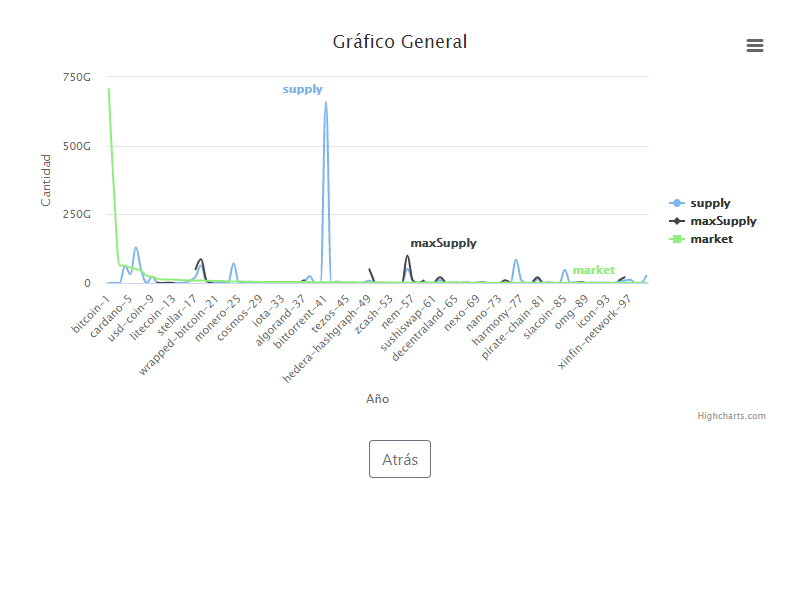 Gráfico General
750G
500G
250G
0
Cantidad
supply
maxSupply
market
bitcoin-1
cardano-5
usd-coin-9
litecoin-13
stellar-17
wrapped-bitcoin-21
monero-25
cosmos-29
iota-33
algorand-37
bittorrent-41
tezos-45
hedera-hashgraph-49
zcash-53
nem-57
sushiswap-61
decentraland-65
nexo-69
nano-73
harmony-77
pirate-chain-81
siacoin-85
omg-89
icon-93
xinfin-network-97
Año
supply
maxSupply
market
Highcharts.com
Atrás